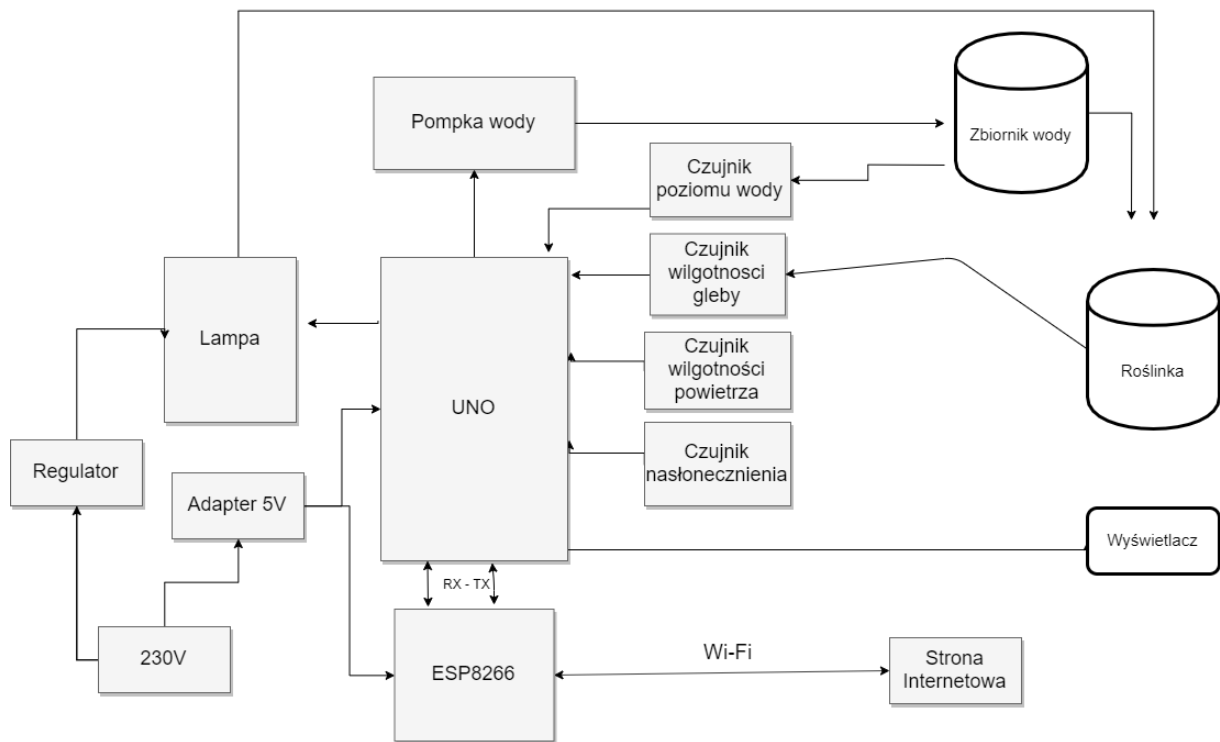 Pompka wody
Zbiornik wody
Czujnik
poziomu wody
Czujnik
wilgotnosci
gleby
Lampa
UNO
Czujnik
wilgotności
powietrza
Roślinka
Czujnik
nasłonecznienia
Regulator
Adapter 5V
Wyświetlacz
RX - TX
230V
ESP8266
Wi-Fi
Strona
Internetowa